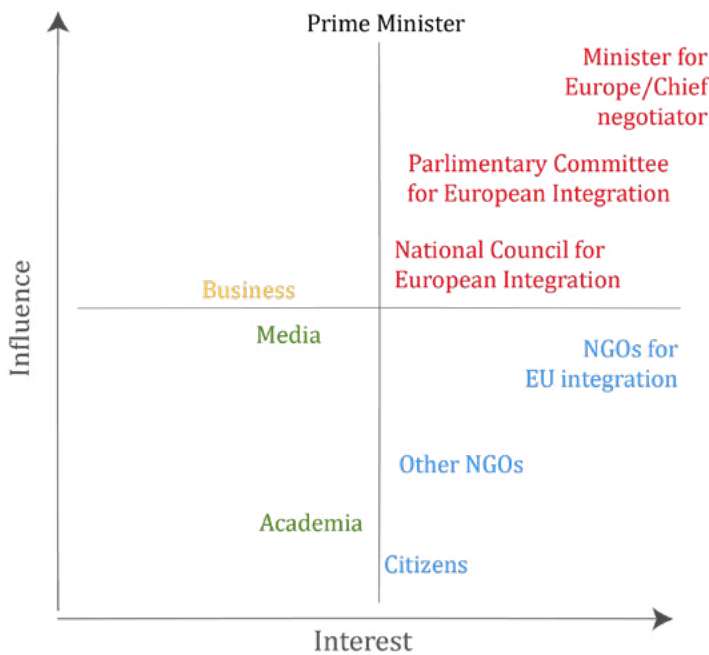 Prime Minister
Minister for
Europe/Chief
negotiator
Parlimentary Committee
for European Integration
National Council for
European Integration
Business
Media
NGOs for
EU integration
Other NGOs
Academia
Citizens
Influence
Interest